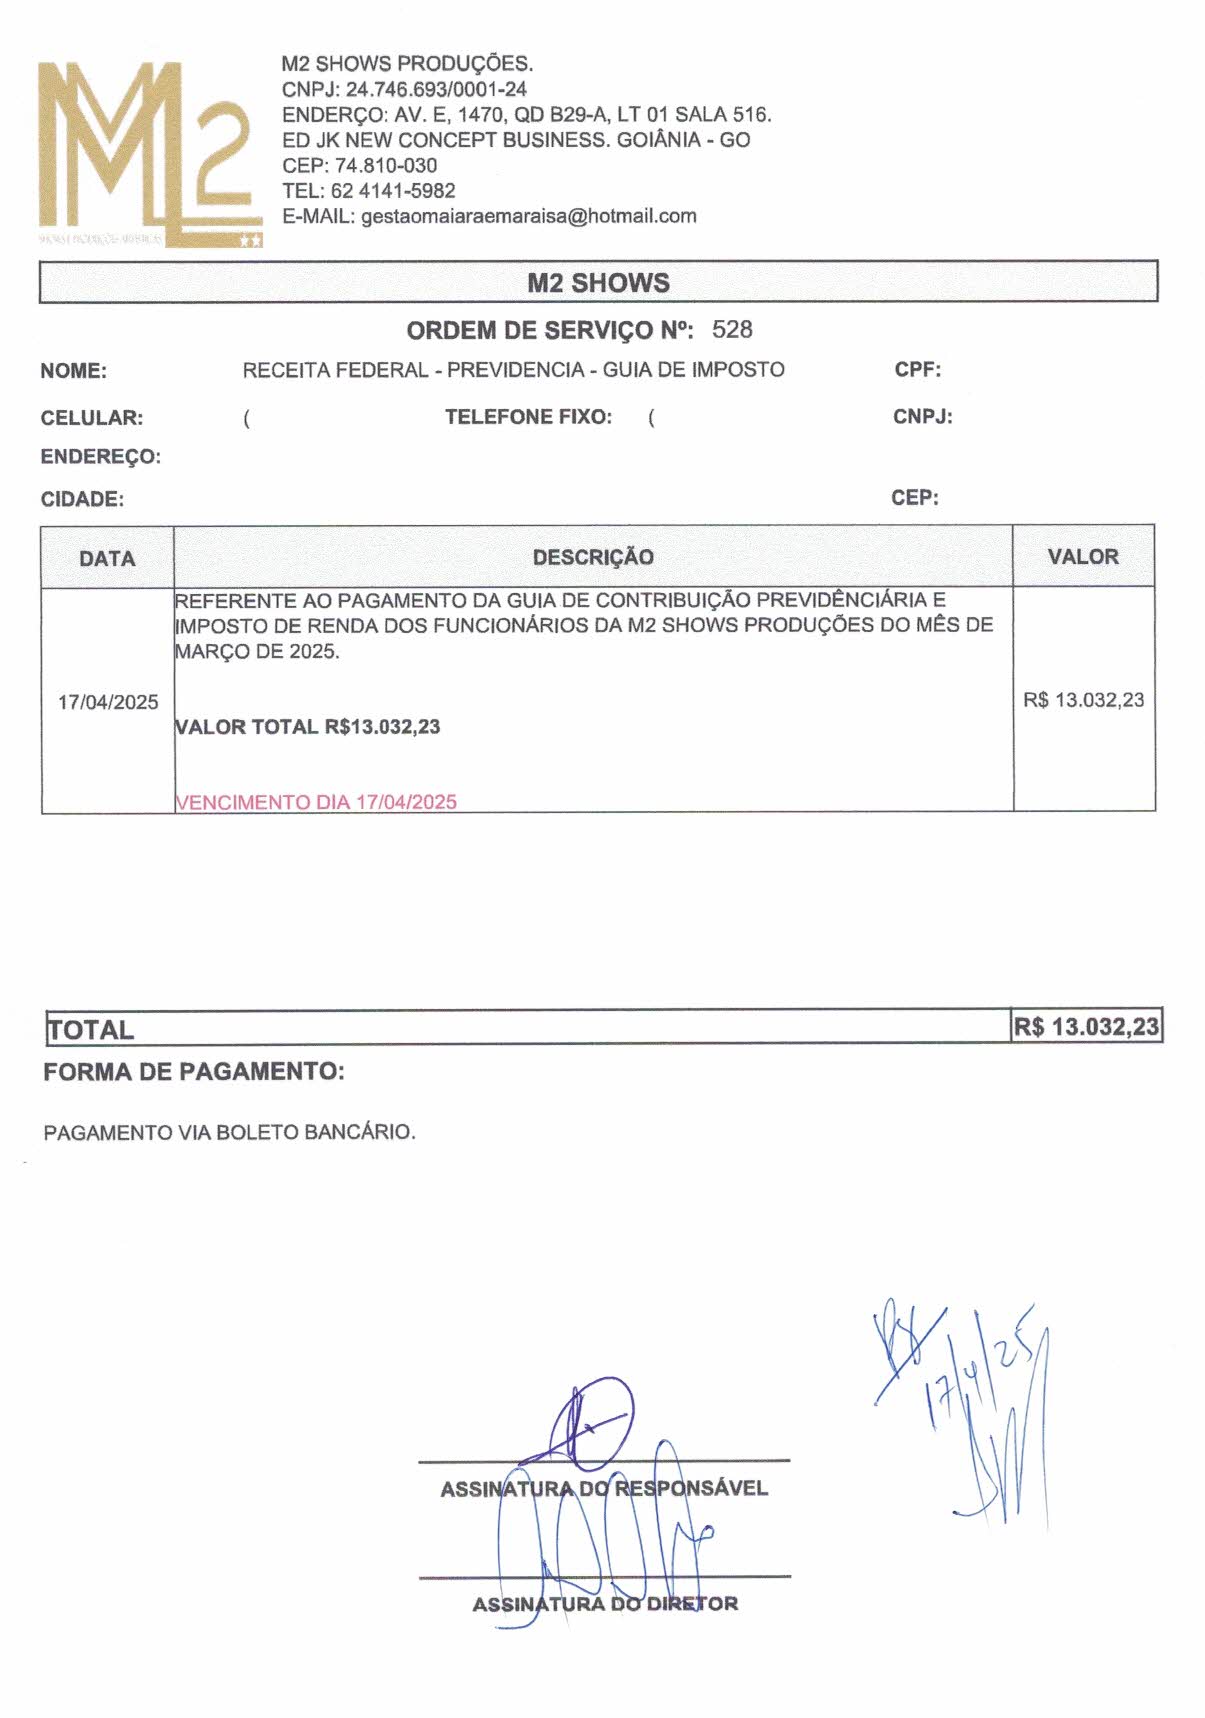 M2
M2 SHOWS PRODUÇÕES.
CNPJ: 24.746.693/0001-24
ENDERÇO: AV. E, 1470, QD B29-A, LT 01 SALA 516.
ED JK NEW CONCEPT BUSINESS. GOIÂNIA - GO
CEP: 74.810-030
TEL: 62 4141-5982
E-MAIL: gestaomaiaraemaraisa@hotmail.com
M2 SHOWS
ORDEM DE SERVIÇO Nº: 528
NOME: RECEITA FEDERAL - PREVIDENCIA - GUIA DE IMPOSTO CPF:
CELULAR: ( TELEFONE FIXO: ( CNPJ:
ENDEREÇO:
CIDADE: CEP:
DATA DESCRIÇÃO VALOR
REFERENTE AO PAGAMENTO DA GUIA DE CONTRIBUIÇÃO PREVIDÊNCIÁRIA E
IMPOSTO DE RENDA DOS FUNCIONÁRIOS DA M2 SHOWS PRODUÇÕES DO MÊS DE
MARÇO DE 2025.
17/04/2025 R$ 13.032,23
VALOR TOTAL R$13.032,23
VENCIMENTO DIA 17/04/2025
TOTAL R$ 13.032,23
FORMA DE PAGAMENTO:
PAGAMENTO VIA BOLETO BANCÁRIO.
17/4/25
ASSINATURA DO RESPONSÁVEL
ASSINATURA DO DIRETOR